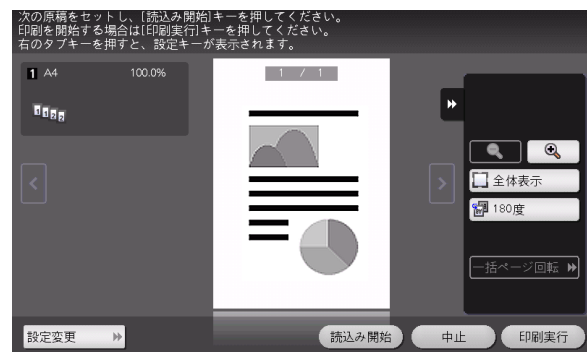 次の原稿をセットし、[読込み開始]キーを押してください。
印刷を開始する場合は[印刷実行]キーを押してください。
右のタブキーを押すと、設定キーが表示されます。
1 A4 100.0%
1 1 2 2
1 / 1
全体表示
180度
一括ページ回転
設定変更
読込み開始
中止
印刷実行